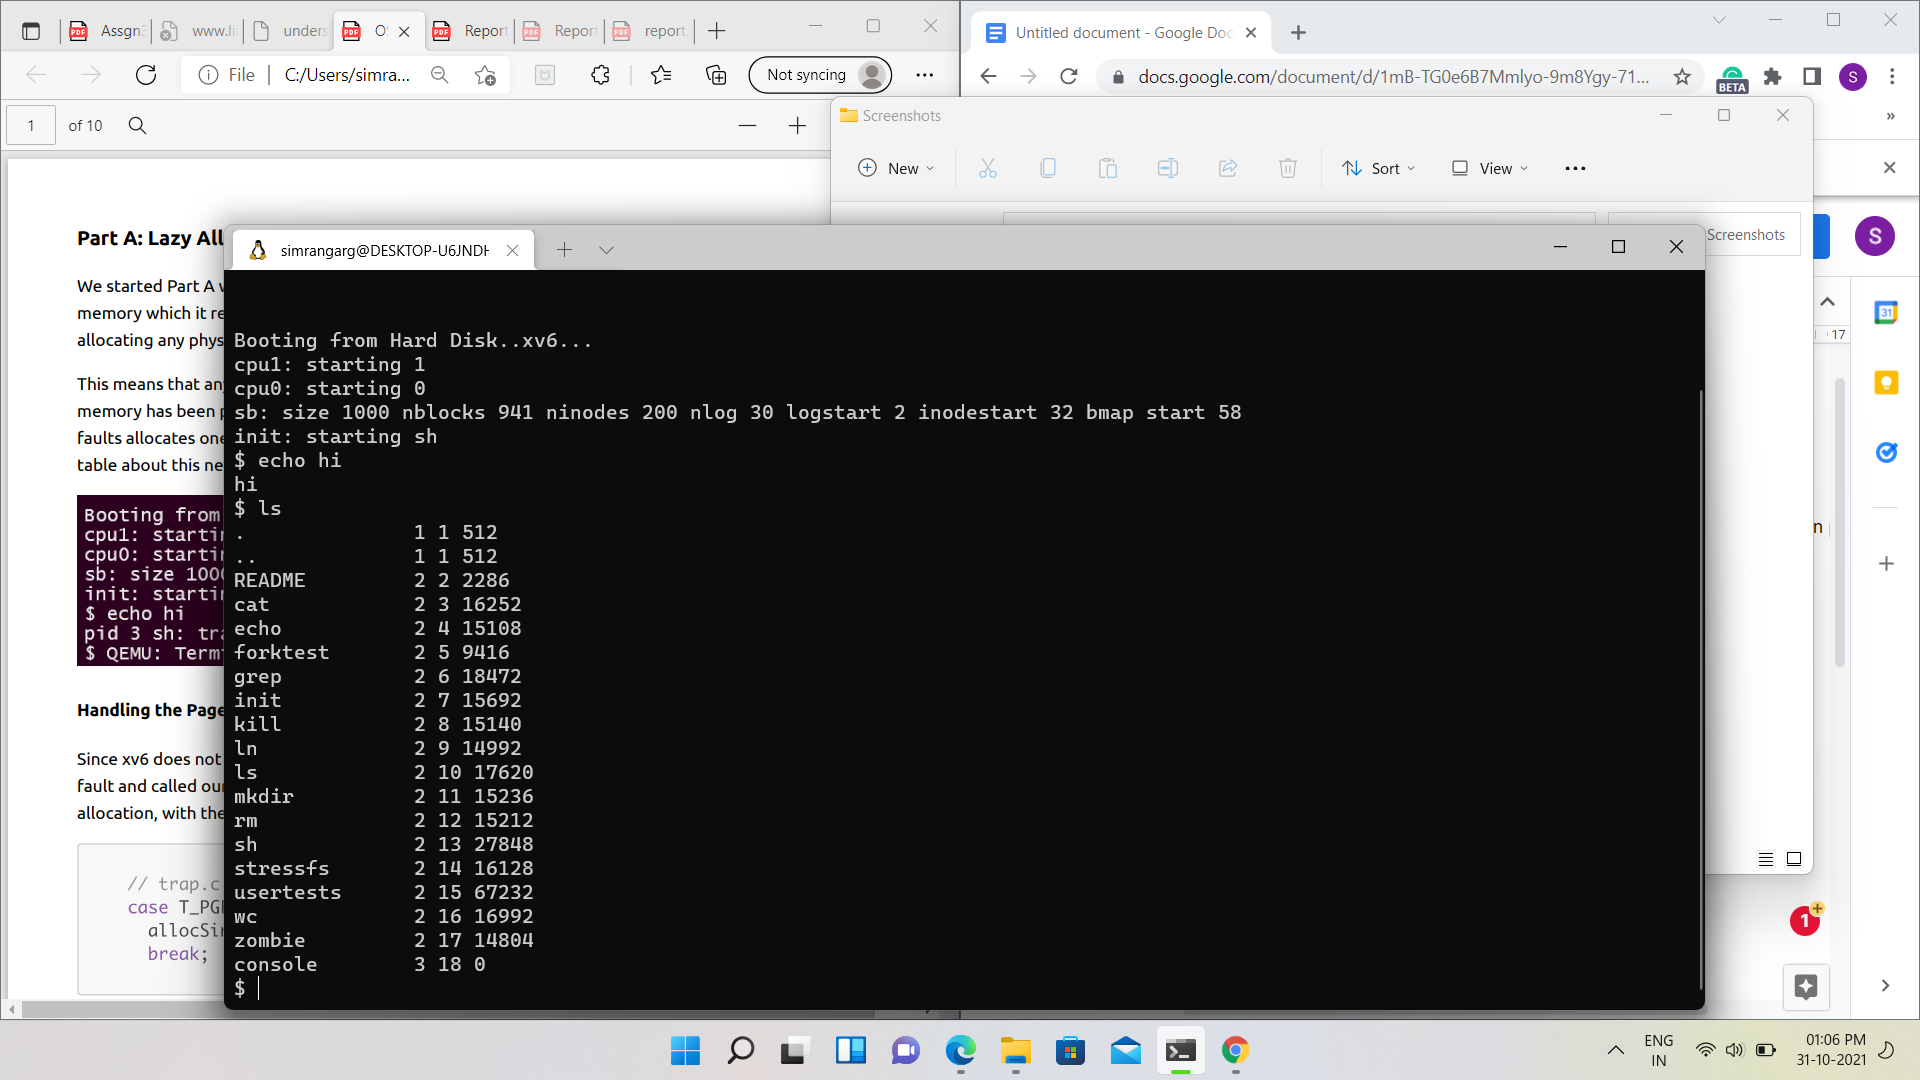 Assgn
www.li
unders
OS
Report
Report
report.
File
C:/Users/simra...
Not syncing
1
of 10
Part A: Lazy All
We started Part A
memory which it re
allocating any phys
This means that an
memory has been
faults allocates one
table about this ne
Booting from
cpu1: startin
cpu0: startin
sb: size 1000
init: startin
$ echo hi
pid 3 sh: tra
$ QEMU: Term
Handling the Page
Since xv6 does not
fault and called our
allocation, with the
// trap.c
case T_PG
allocSi
break;
Untitled document - Google Doc
docs.google.com/document/d/1mB-TG0e6B7Mmlyo-9m8Ygy-71...
BETA
S
Screenshots
New
Sort
View
Screenshots
S
31
17
n
1
simrangarg@DESKTOP-U6JNDH
Booting from Hard Disk..xv6...
cpu1: starting 1
cpu0: starting 0
sb: size 1000 nblocks 941 ninodes 200 nlog 30 logstart 2 inodestart 32 bmap start 58
init: starting sh
$ echo hi
hi
$ ls
. 1 1 512
.. 1 1 512
README 2 2 2286
cat 2 3 16252
echo 2 4 15108
forktest 2 5 9416
grep 2 6 18472
init 2 7 15692
kill 2 8 15140
ln 2 9 14992
ls 2 10 17620
mkdir 2 11 15236
rm 2 12 15212
sh 2 13 27848
stressfs 2 14 16128
usertests 2 15 67232
wc 2 16 16992
zombie 2 17 14804
console 3 18 0
$
ENG
IN
01:06 PM
31-10-2021